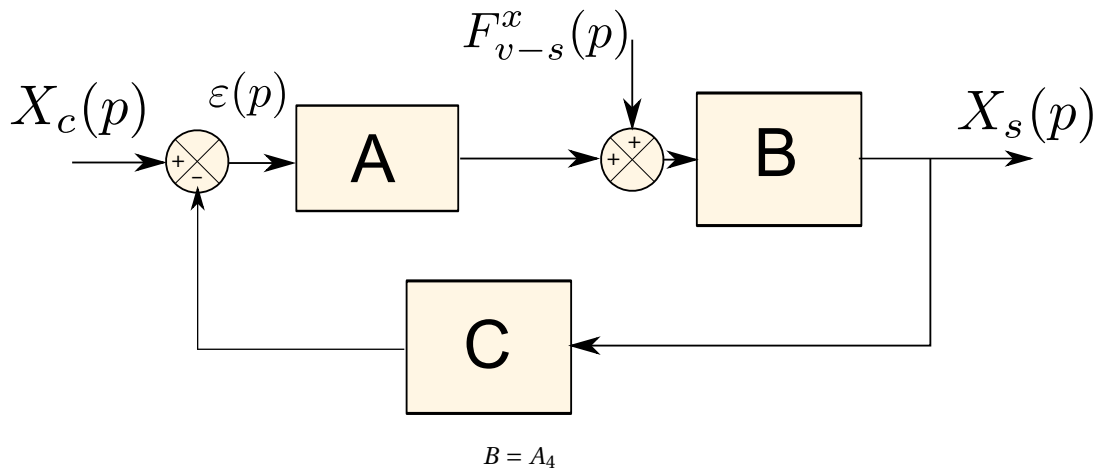 F^x_{v-s}(p)
X_c(p) ε(p) X_s(p)
+ − A + + B
C
B = A_4